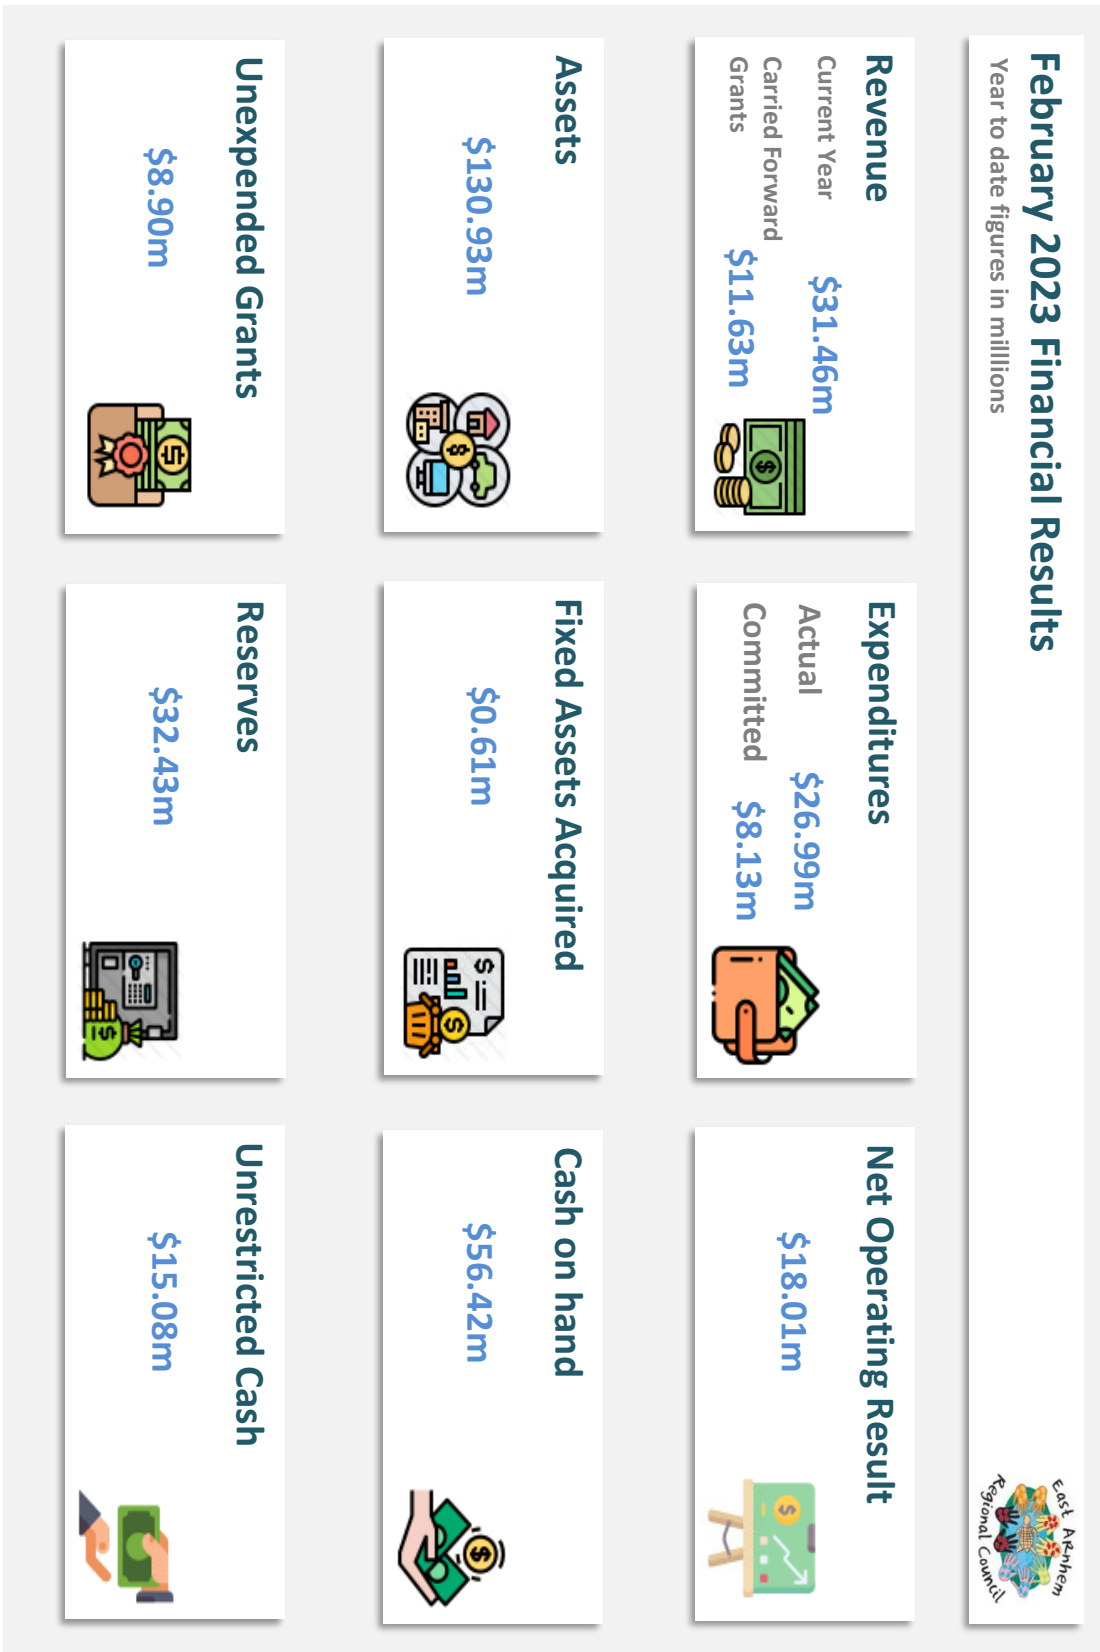 February 2023 Financial Results
Year to date figures in milllions
East Arnhem
Regional Council
Revenue
Current Year $31.46m
Carried Forward
Grants $11.63m
Expenditures
Actual $26.99m
Committed $8.13m
Net Operating Result
$18.01m
Assets
$130.93m
Fixed Assets Acquired
$0.61m
Cash on hand
$56.42m
Unexpended Grants
$8.90m
Reserves
$32.43m
Unrestricted Cash
$15.08m